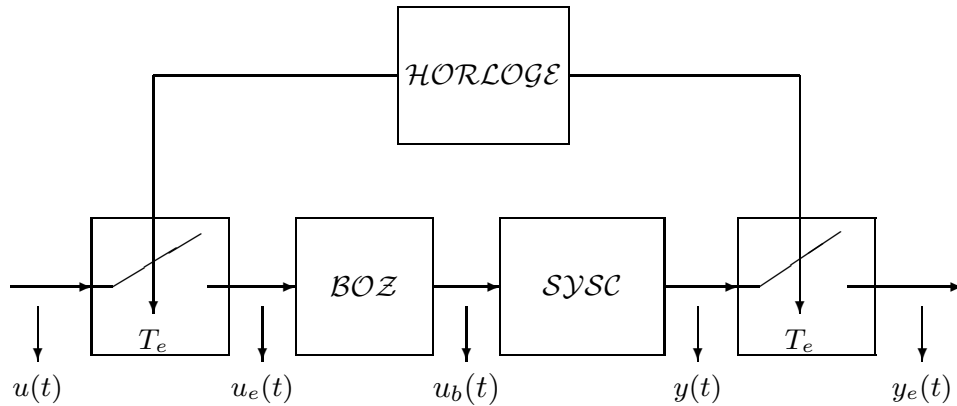 HORLOGE
BOZ
SYSC
T_e
T_e
u(t)
u_e(t)
u_b(t)
y(t)
y_e(t)